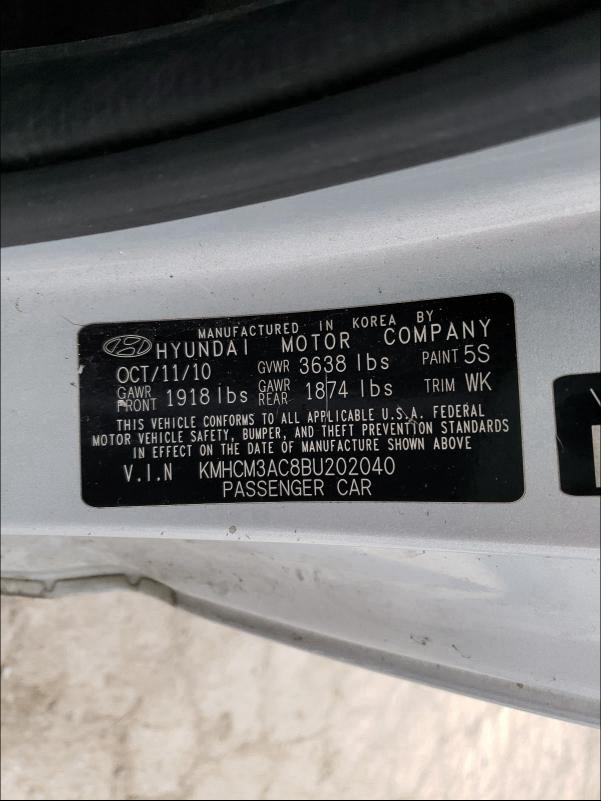 MANUFACTURED IN KOREA BY
HYUNDAI MOTOR COMPANY
OCT/11/10 GVWR 3638 lbs PAINT 5S
GAWR FRONT 1918 lbs GAWR REAR 1874 lbs TRIM WK
THIS VEHICLE CONFORMS TO ALL APPLICABLE U.S.A. FEDERAL
MOTOR VEHICLE SAFETY, BUMPER, AND THEFT PREVENTION STANDARDS
IN EFFECT ON THE DATE OF MANUFACTURE SHOWN ABOVE
V.I.N KMHCM3AC8BU202040
PASSENGER CAR